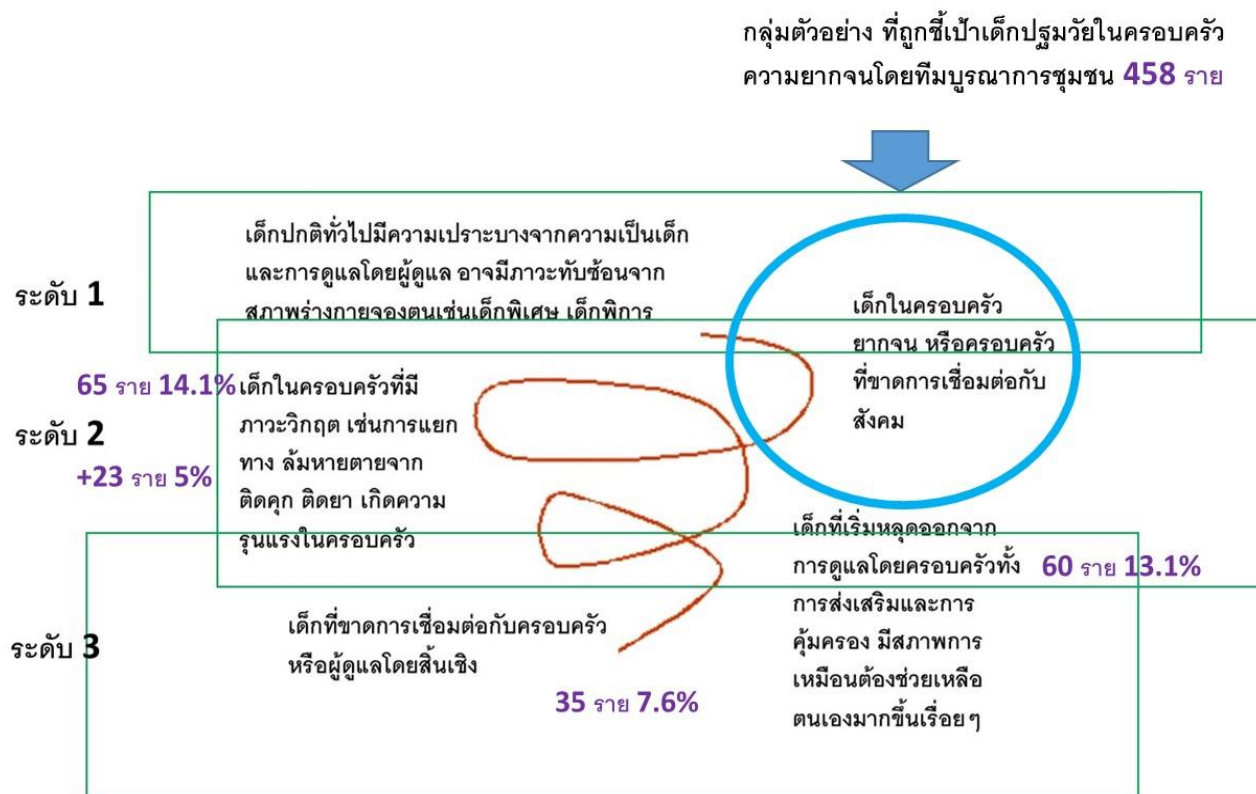 กลุ่มตัวอย่าง ที่ถูกชี้เป้าเด็กปฐมวัยในครอบครัว
ความยากจนโดยทีมบูรณาการชุมชน 458 ราย
ระดับ 1
เด็กปกติทั่วไปมีความเปราะบางจากความเป็นเด็ก
และการดูแลโดยผู้ดูแล อาจมีภาวะทับซ้อนจาก
สภาพร่างกายจองตนเช่นเด็กพิเศษ เด็กพิการ
เด็กในครอบครัว
ยากจน หรือครอบครัว
ที่ขาดการเชื่อมต่อกับ
สังคม
65 ราย 14.1%
ระดับ 2
+23 ราย 5%
เด็กในครอบครัวที่มี
ภาวะวิกฤต เช่นการแยก
ทาง ล้มหายตายจาก
ติดคุก ติดยา เกิดความ
รุนแรงในครอบครัว
เด็กที่เริ่มหลุดออกจาก
การดูแลโดยครอบครัวทั้ง
การส่งเสริมและการ
คุ้มครอง มีสภาพการ
เหมือนต้องช่วยเหลือ
ตนเองมากขึ้นเรื่อยๆ
60 ราย 13.1%
ระดับ 3
เด็กที่ขาดการเชื่อมต่อกับครอบครัว
หรือผู้ดูแลโดยสิ้นเชิง
35 ราย 7.6%